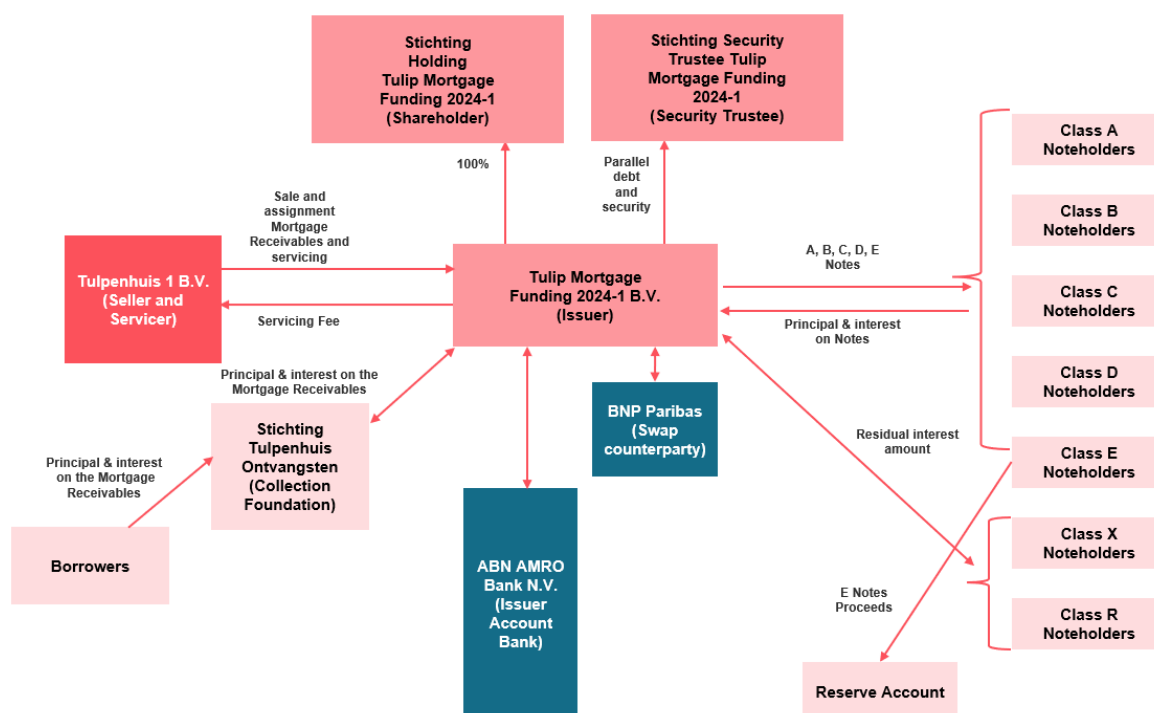 Stichting
Holding
Tulip Mortgage
Funding 2024-1
(Shareholder)
Stichting Security
Trustee Tulip
Mortgage Funding
2024-1
(Security Trustee)
100%
Parallel
debt
and
security
Sale and
assignment
Mortgage
Receivables and
servicing
Tulpenhuis 1 B.V.
(Seller and
Servicer)
Servicing Fee
Tulip Mortgage
Funding 2024-1 B.V.
(Issuer)
A, B, C, D, E
Notes
Principal & interest
on Notes
Class A
Noteholders
Class B
Noteholders
Class C
Noteholders
Class D
Noteholders
Class E
Noteholders
Class X
Noteholders
Class R
Noteholders
Principal & interest on the
Mortgage Receivables
Stichting
Tulpenhuis
Ontvangsten
(Collection
Foundation)
Principal & interest
on the Mortgage
Receivables
Borrowers
BNP Paribas
(Swap
counterparty)
ABN AMRO
Bank N.V.
(Issuer
Account
Bank)
Residual interest
amount
E Notes
Proceeds
Reserve Account